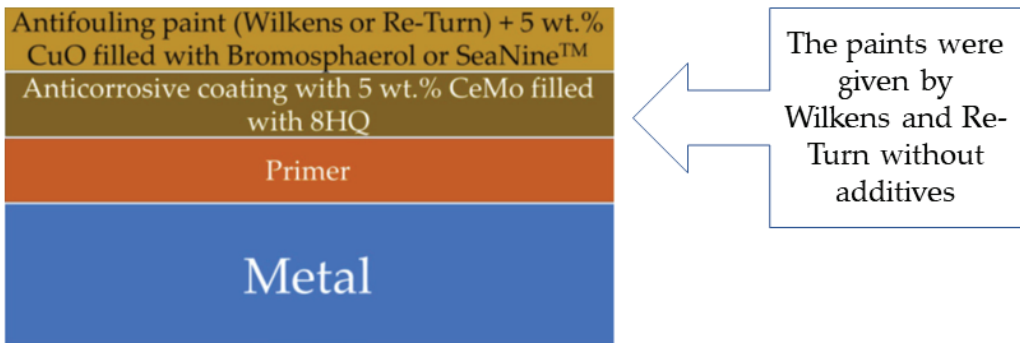 Antifouling paint (Wilkens or Re-Turn) + 5 wt.%
CuO filled with Bromosphaerol or SeaNine™
Anticorrosive coating with 5 wt.% CeMo filled
with 8HQ
Primer
Metal
The paints were
given by
Wilkens and Re-
Turn without
additives